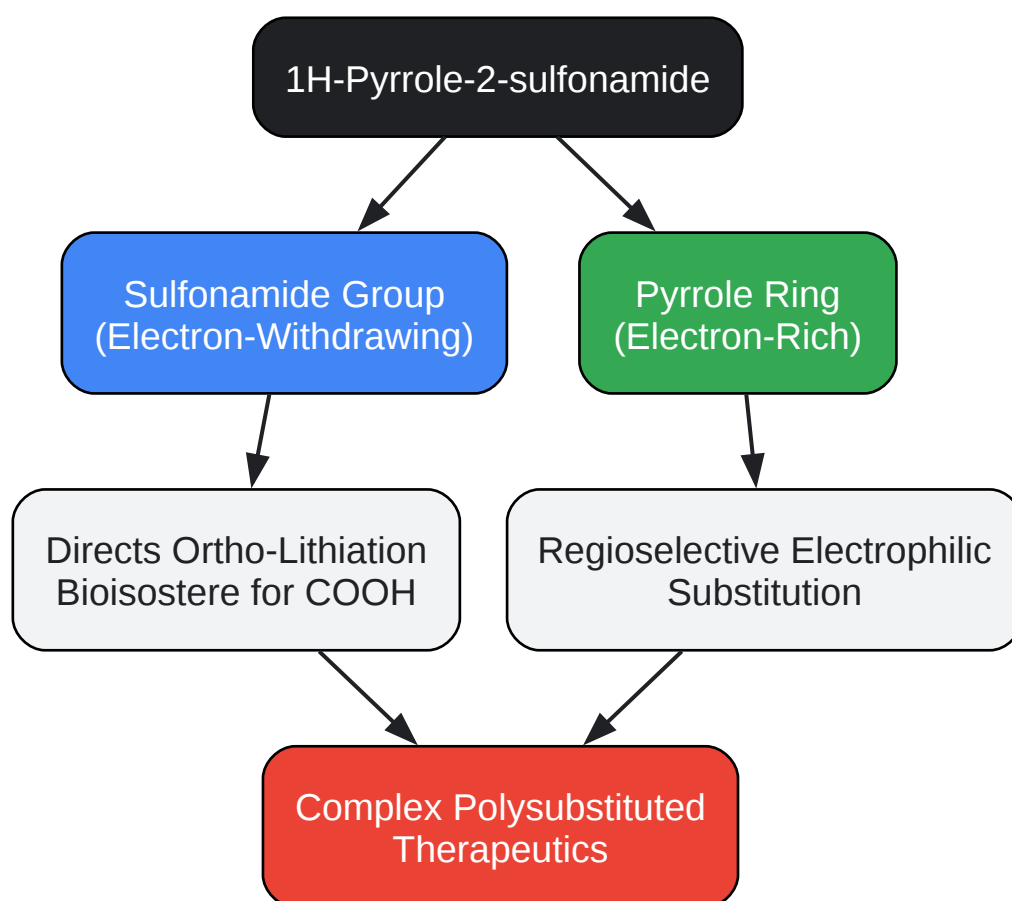 1H-Pyrrole-2-sulfonamide
Sulfonamide Group
(Electron-Withdrawing)
Pyrrole Ring
(Electron-Rich)
Directs Ortho-Lithiation
Bioisostere for COOH
Regioselective Electrophilic
Substitution
Complex Polysubstituted
Therapeutics